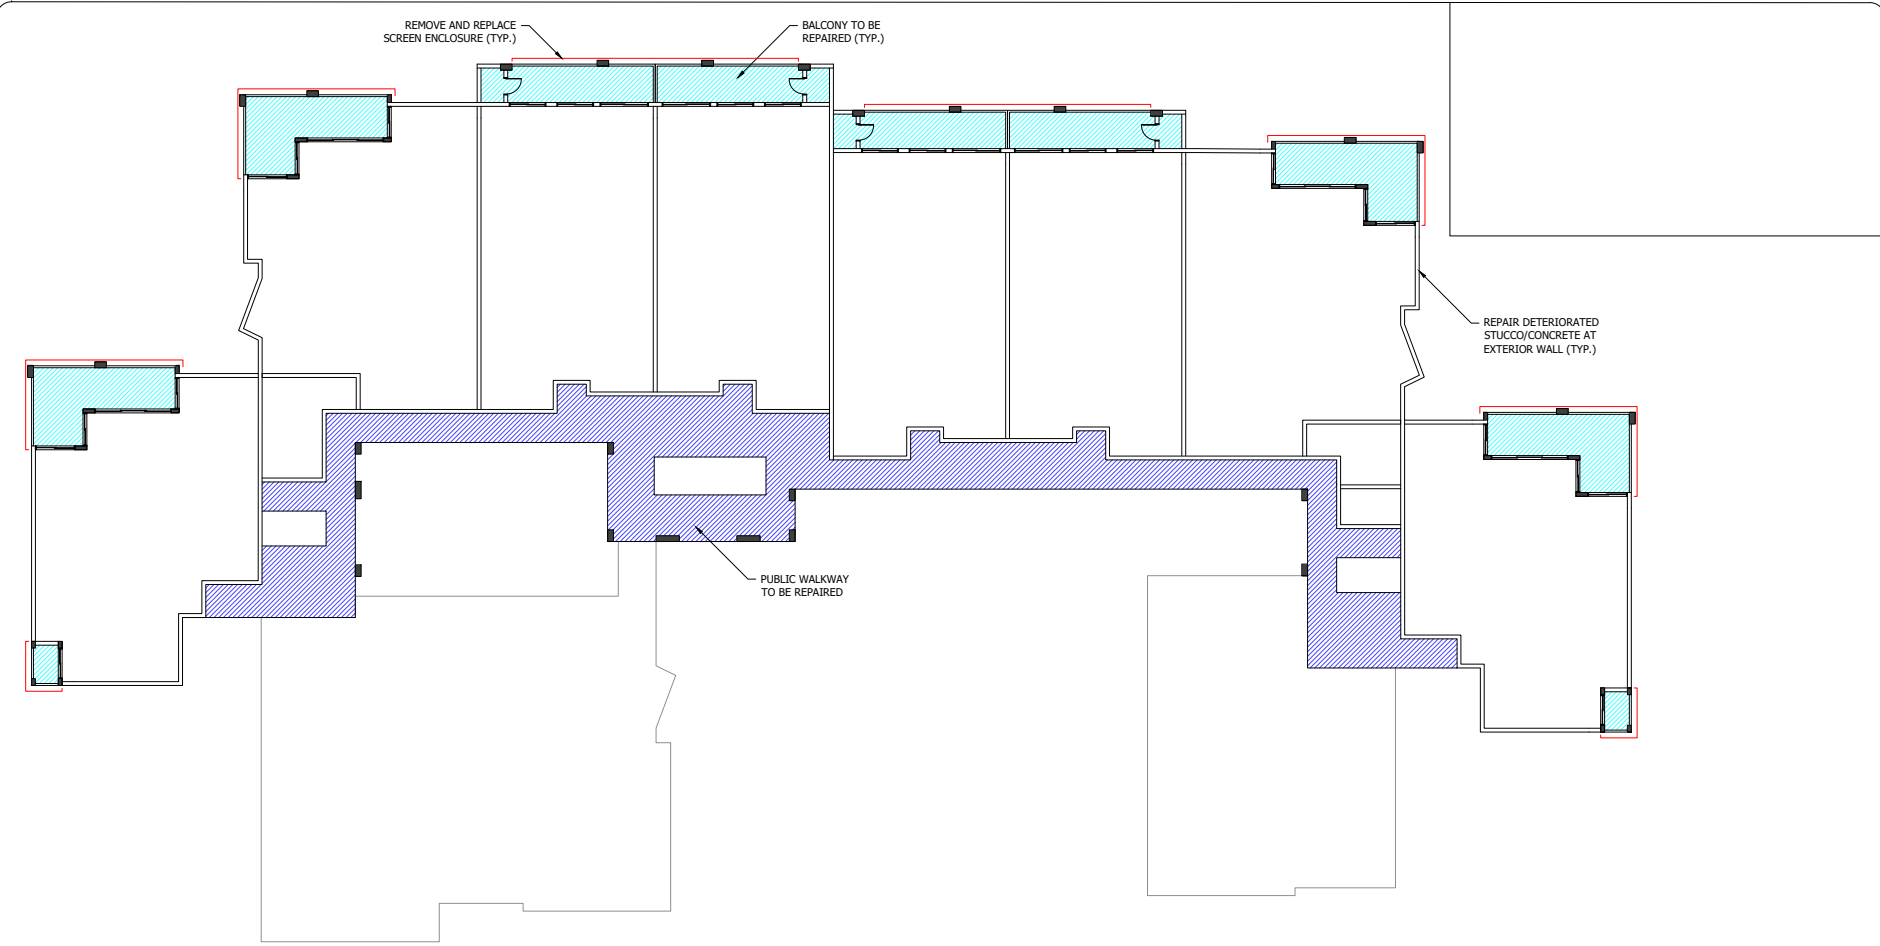 REMOVE AND REPLACE
SCREEN ENCLOSURE (TYP.)
BALCONY TO BE
REPAIRED (TYP.)
REPAIR DETERIORATED
STUCCO/CONCRETE AT
EXTERIOR WALL (TYP.)
PUBLIC WALKWAY
TO BE REPAIRED